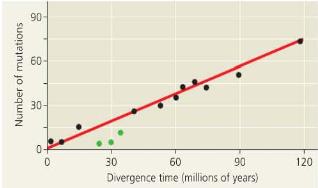 Number of mutations
90
60
30
0
0 30 60 90 120
Divergence time (millions of years)